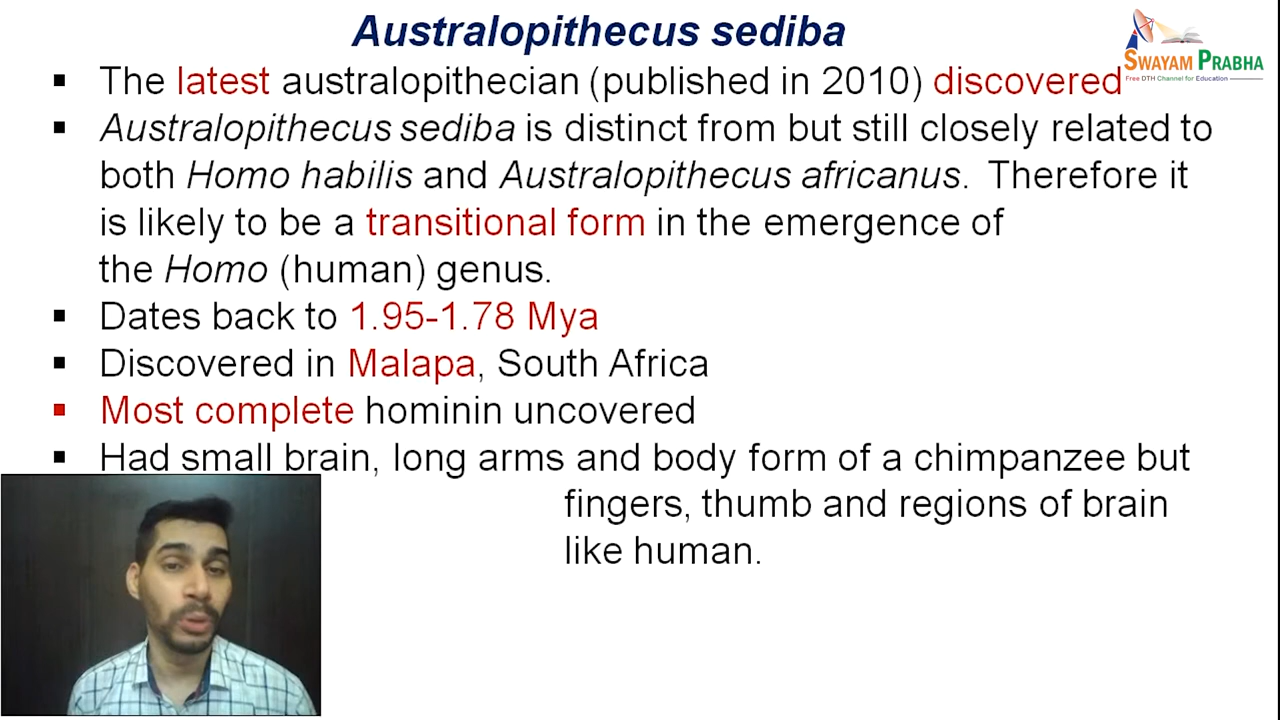 Australopithecus sediba
SWAYAM PRABHA
Free DTH Channel for Education
▪ The latest australopithecian (published in 2010) discovered
▪ Australopithecus sediba is distinct from but still closely related to
both Homo habilis and Australopithecus africanus. Therefore it
is likely to be a transitional form in the emergence of
the Homo (human) genus.
▪ Dates back to 1.95-1.78 Mya
▪ Discovered in Malapa, South Africa
▪ Most complete hominin uncovered
▪ Had small brain, long arms and body form of a chimpanzee but
fingers, thumb and regions of brain
like human.